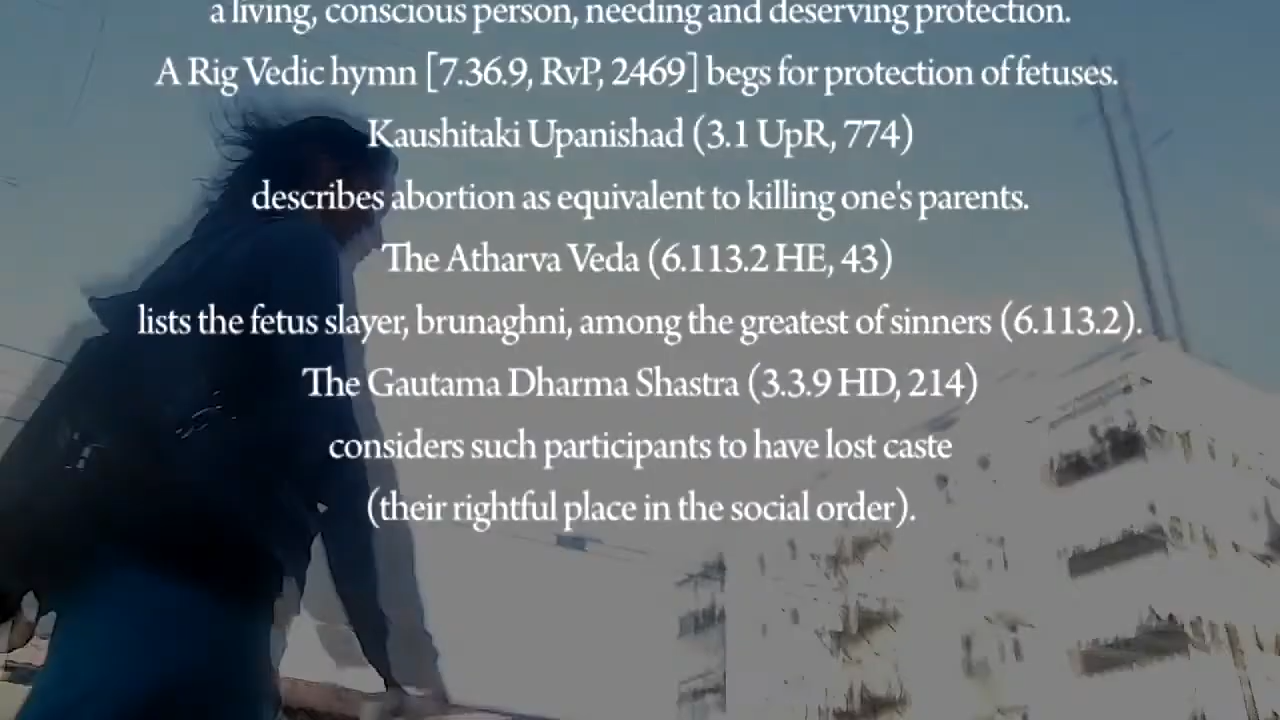 a living, conscious person, needing and deserving protection.
A Rig Vedic hymn [7.36.9, RvP, 2469] begs for protection of fetuses.
Kaushitaki Upanishad (3.1 UpR, 774)
describes abortion as equivalent to killing one's parents.
The Atharva Veda (6.113.2 HE, 43)
lists the fetus slayer, brunaghni, among the greatest of sinners (6.113.2).
The Gautama Dharma Shastra (3.3.9 HD, 214)
considers such participants to have lost caste
(their rightful place in the social order).